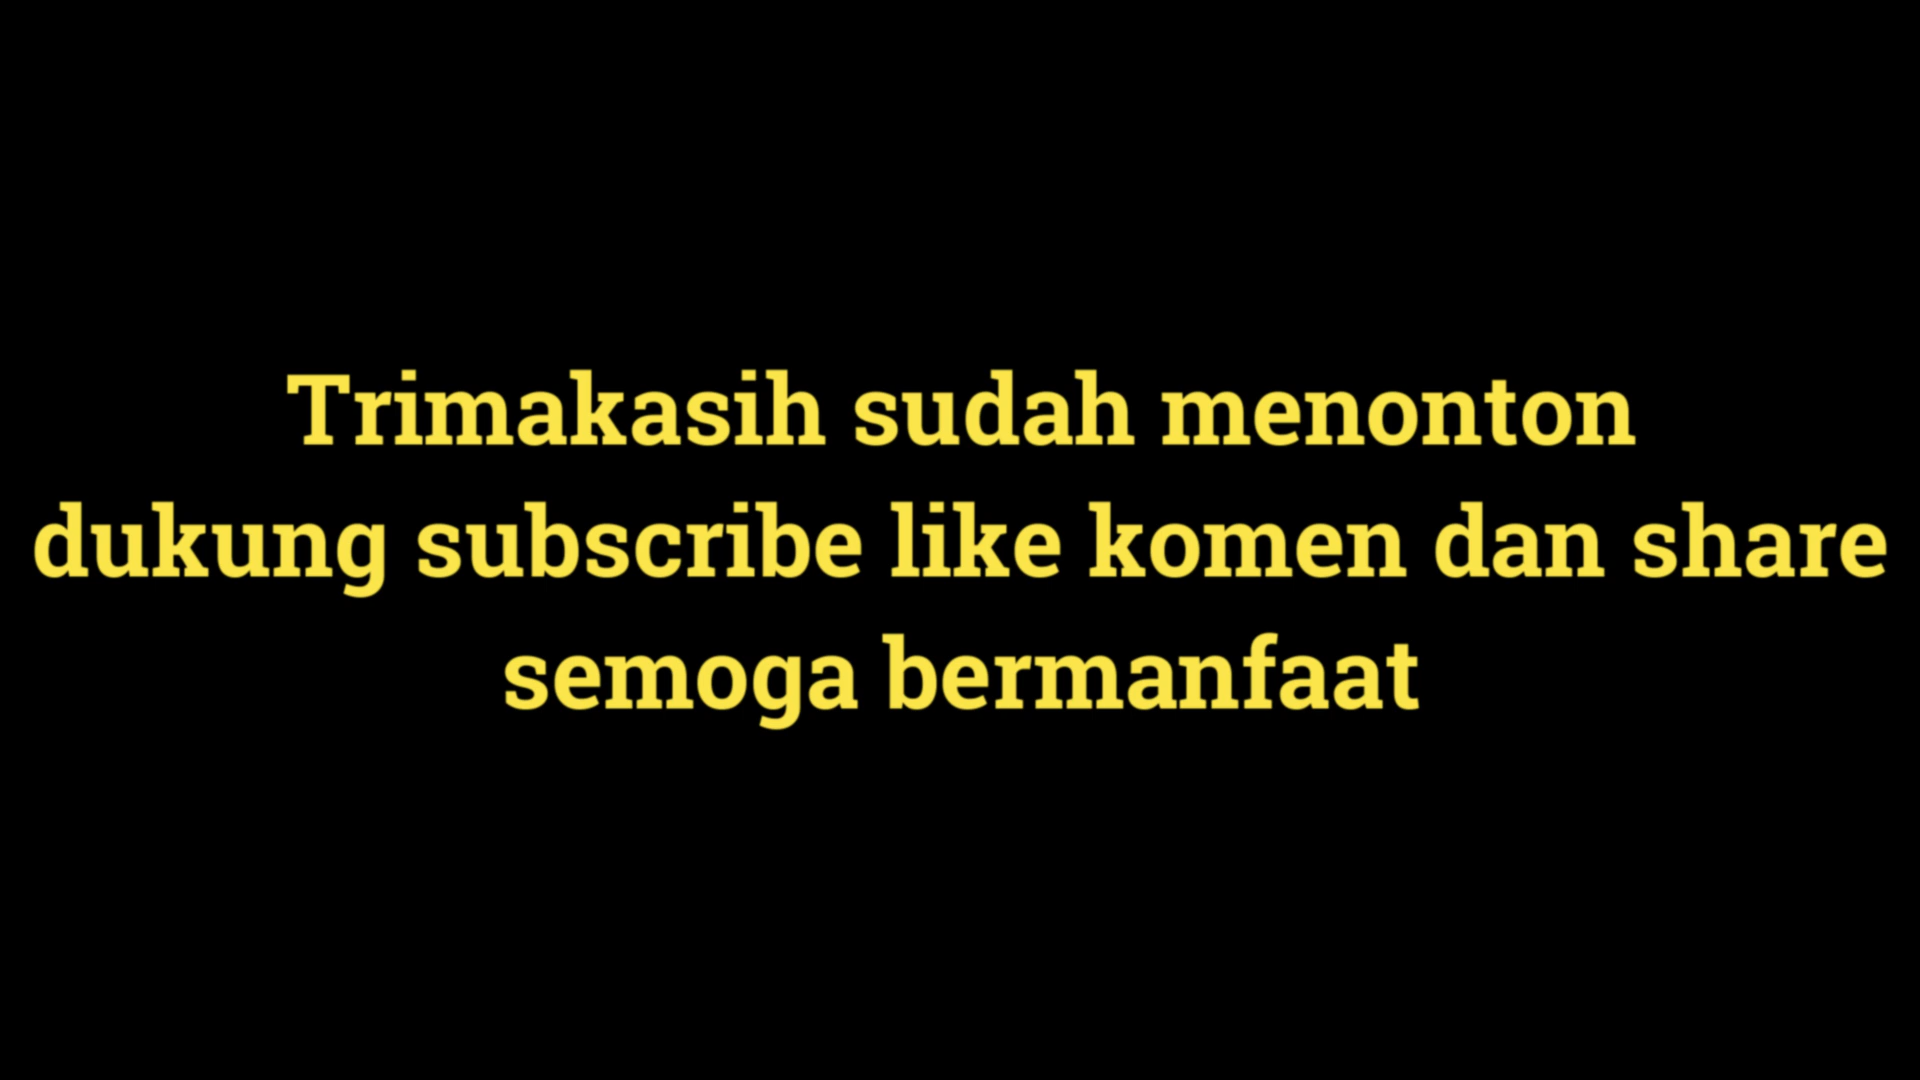 Trimakasih sudah menonton
dukung subscribe like komen dan share
semoga bermanfaat